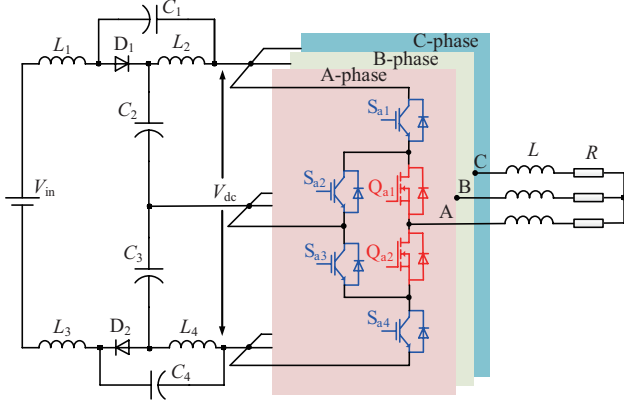 C1
C-phase
L1
D1
L2
B-phase
A-phase
C2
Sa1
Sa2
Qa1
C
L
R
Vin
Vdc
B
A
C3
Sa3
Qa2
L3
D2
L4
Sa4
C4